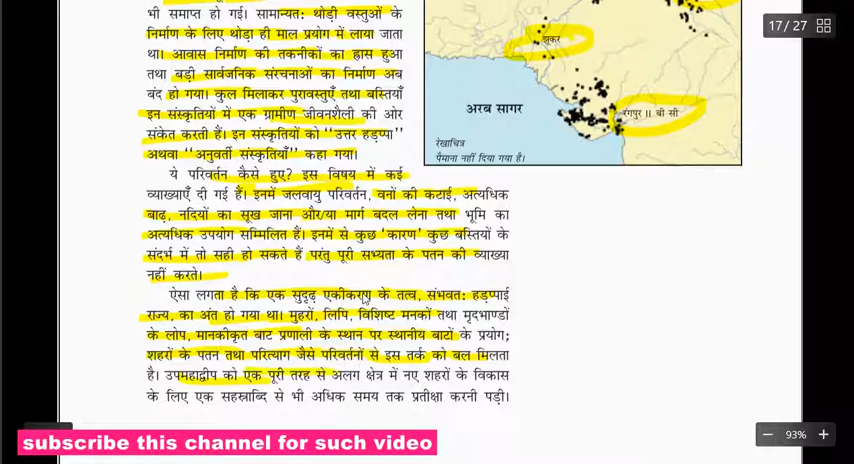 भी समाप्त हो गई। सामान्यत: थोड़ी वस्तुओं के
निर्माण के लिए थोड़ा ही माल प्रयोग में लाया जाता
था। आवास निर्माण की तकनीकों का ह्रास हुआ
तथा बड़ी सार्वजनिक संरचनाओं का निर्माण अब
बंद हो गया। कुल मिलाकर पुरावस्तुएँ तथा बस्तियाँ
इन संस्कृतियों में एक ग्रामीण जीवनशैली की ओर
संकेत करती हैं। इन संस्कृतियों को “उत्तर हड़प्पा”
अथवा “अनुवर्ती संस्कृतियाँ” कहा गया।
ये परिवर्तन कैसे हुए? इस विषय में कई
व्याख्याएँ दी गई हैं। इनमें जलवायु परिवर्तन, वनों की कटाई, अत्यधिक
बाढ़, नदियों का सूख जाना और/या मार्ग बदल लेना तथा भूमि का
अत्यधिक उपयोग सम्मिलित हैं। इनमें से कुछ ‘कारण’ कुछ बस्तियों के
संदर्भ में तो सही हो सकते हैं परंतु पूरी सभ्यता के पतन की व्याख्या
नहीं करते।
ऐसा लगता है कि एक सुदृढ़ एकीकरण के तत्व, संभवत: हड़प्पाई
राज्य, का अंत हो गया था। मुहरों, लिपि, विशिष्ट मनकों तथा मृदभाण्डों
के लोप, मानकीकृत बाट प्रणाली के स्थान पर स्थानीय बाटों के प्रयोग;
शहरों के पतन तथा परित्याग जैसे परिवर्तनों से इस तर्क को बल मिलता
है। उपमहाद्वीप को एक पूरी तरह से अलग क्षेत्र में नए शहरों के विकास
के लिए एक सहस्राब्दि से भी अधिक समय तक प्रतीक्षा करनी पड़ी।
झूकर
अरब सागर
रंगपुर II बी सी
रेखाचित्र
पैमाना नहीं दिया गया है।
17 / 27
93%
subscribe this channel for such video